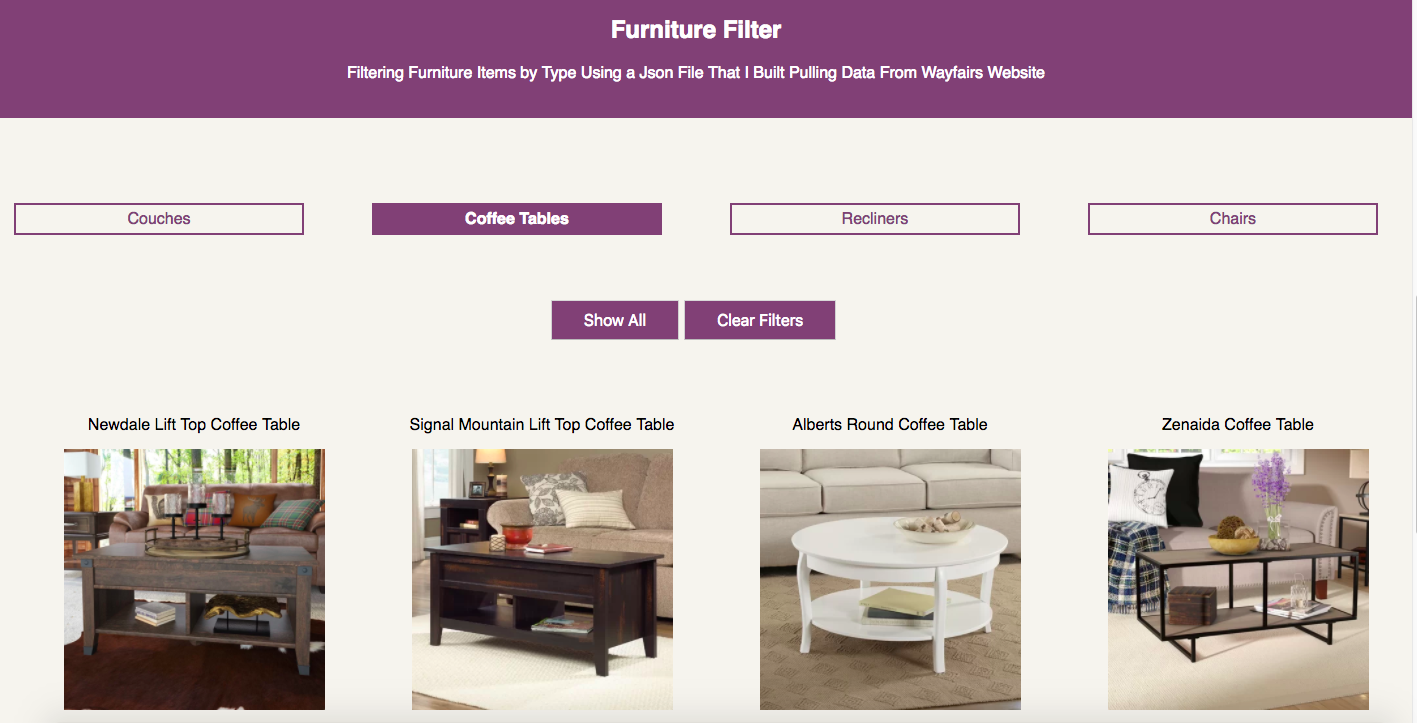 Furniture Filter
Filtering Furniture Items by Type Using a Json File That I Built Pulling Data From Wayfairs Website
Couches
Coffee Tables
Recliners
Chairs
Show All
Clear Filters
Newdale Lift Top Coffee Table
Signal Mountain Lift Top Coffee Table
Alberts Round Coffee Table
Zenaida Coffee Table